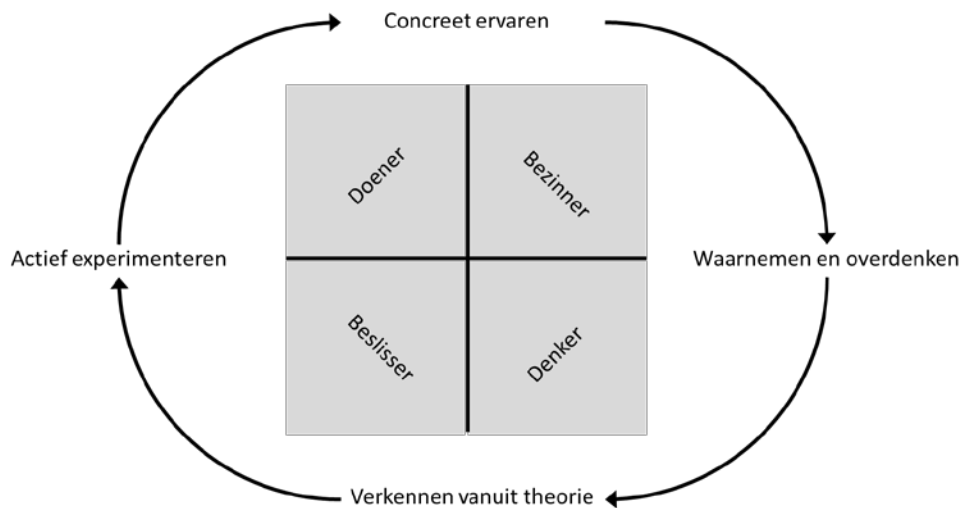 Concreet ervaren
Doener
Bezinner
Actief experimenteren
Waarnemen en overdenken
Beslisser
Denker
Verkennen vanuit theorie